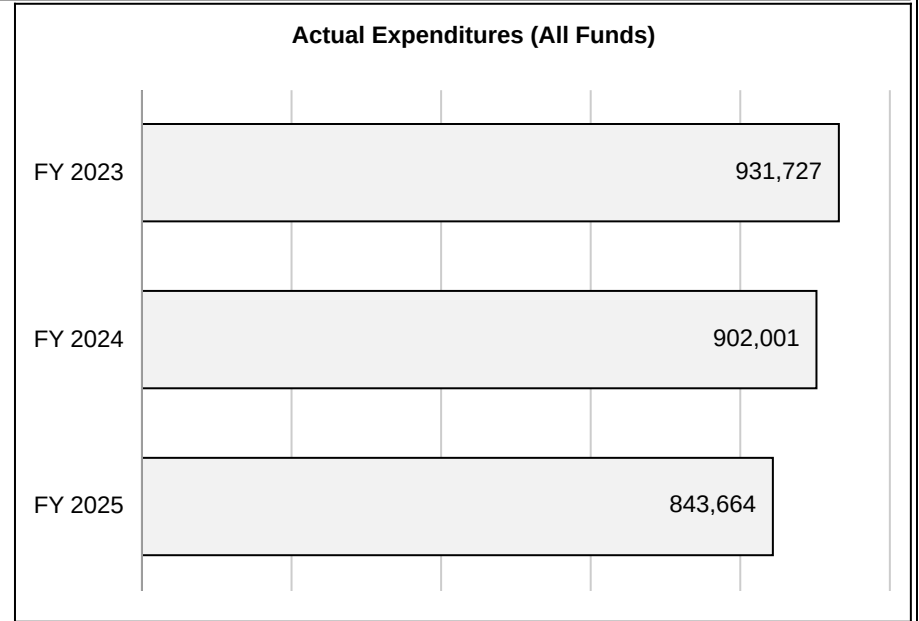 Actual Expenditures (All Funds)
FY 2023
931,727
FY 2024
902,001
FY 2025
843,664